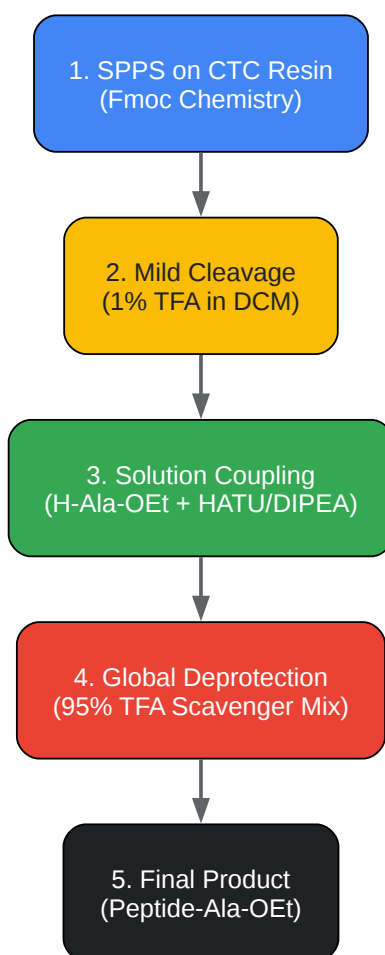 1. SPPS on CTC Resin
(Fmoc Chemistry)
2. Mild Cleavage
(1% TFA in DCM)
3. Solution Coupling
(H-Ala-OEt + HATU/DIPEA)
4. Global Deprotection
(95% TFA Scavenger Mix)
5. Final Product
(Peptide-Ala-OEt)